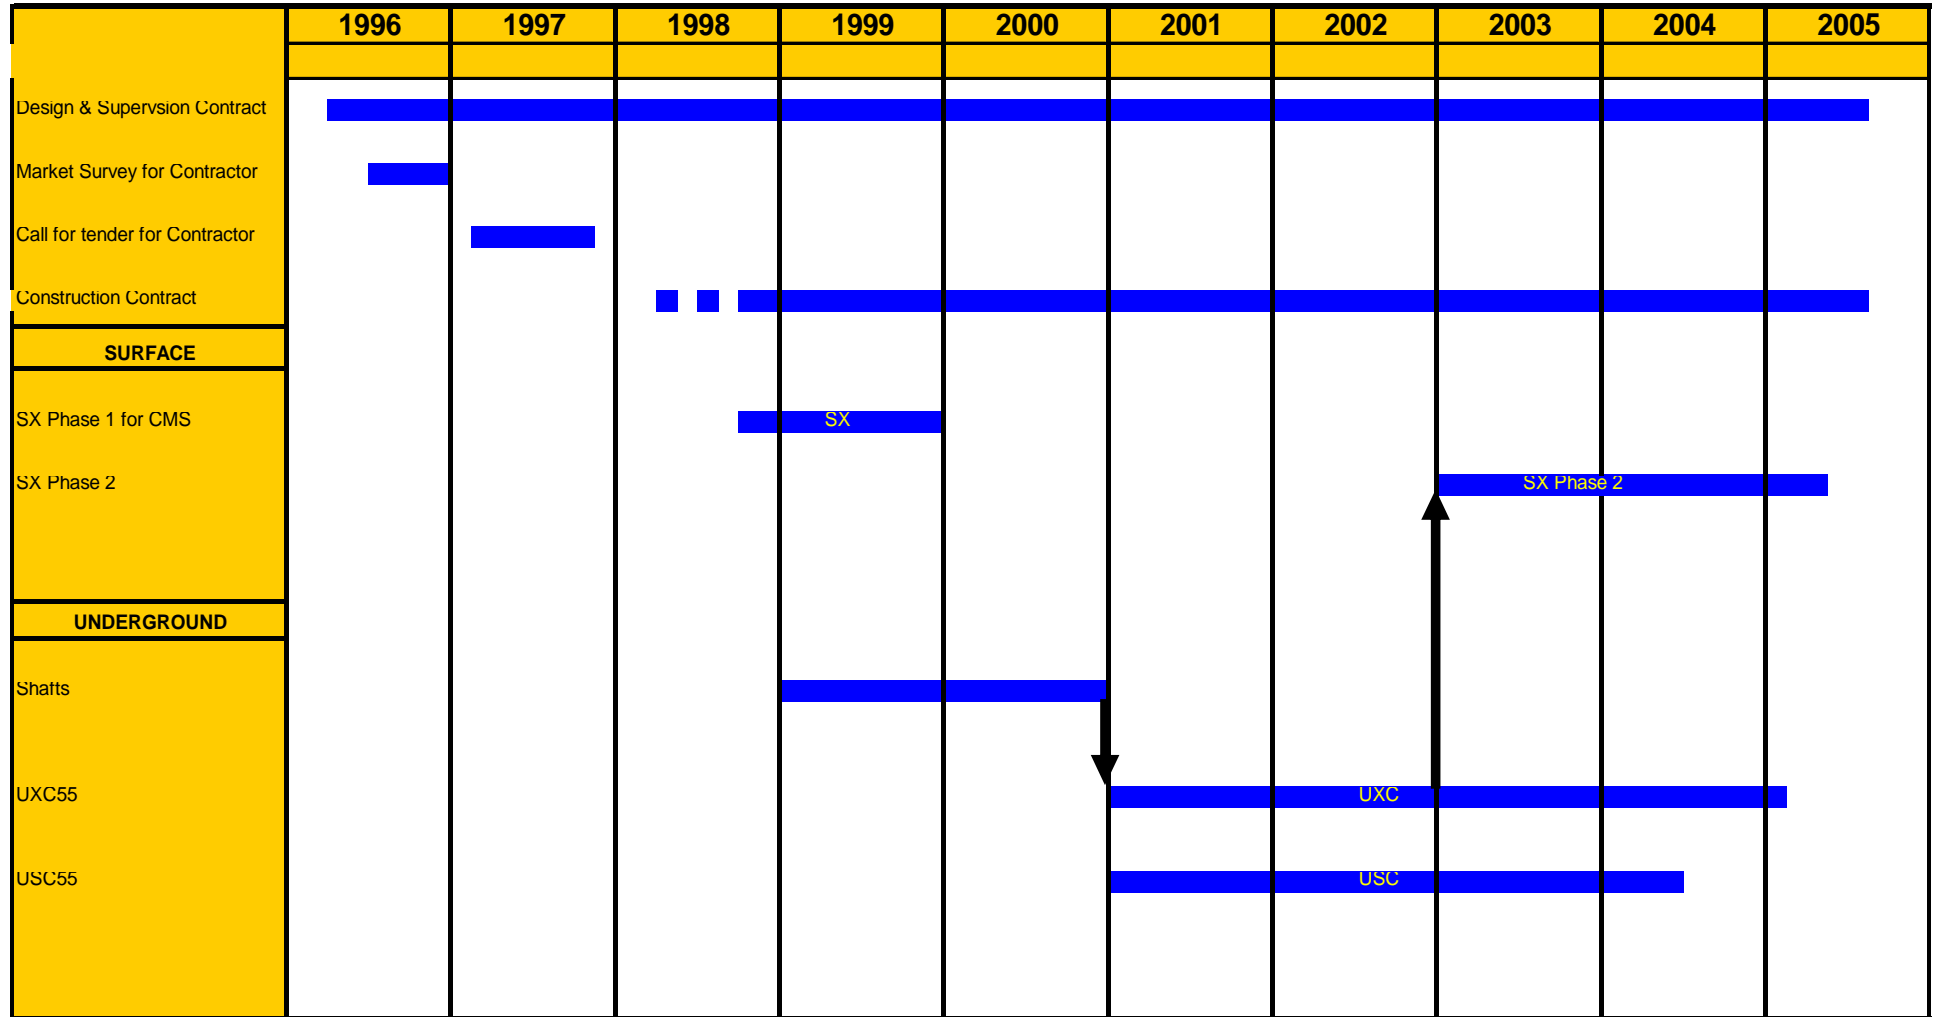 1996 1997 1998 1999 2000 2001 2002 2003 2004 2005
Design & Supervsion Contract
Market Survey for Contractor
Call for tender for Contractor
Construction Contract
SURFACE
SX Phase 1 for CMS
SX
SX Phase 2
SX Phase 2
UNDERGROUND
Shafts
UXC55
UXC
USC55
USC